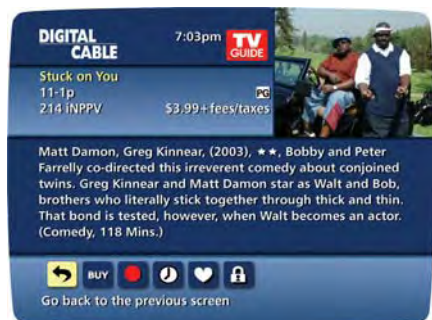 DIGITAL
CABLE
7:03pm
TV
GUIDE
Stuck on You
11-1p
PG
214 iNPPV
$3.99+fees/taxes
Matt Damon, Greg Kinnear, (2003), ★★, Bobby and Peter
Farrelly co-directed this irreverent comedy about conjoined
twins. Greg Kinnear and Matt Damon star as Walt and Bob,
brothers who literally stick together through thick and thin.
That bond is tested, however, when Walt becomes an actor.
(Comedy, 118 Mins.)
BUY
Go back to the previous screen